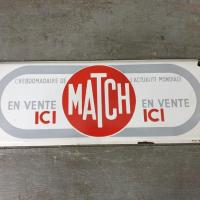 L'HEBDOMADAIRE DE L'ACTUALITÉ MONDIALE
EN VENTE MATCH EN VENTE
ICI ICI